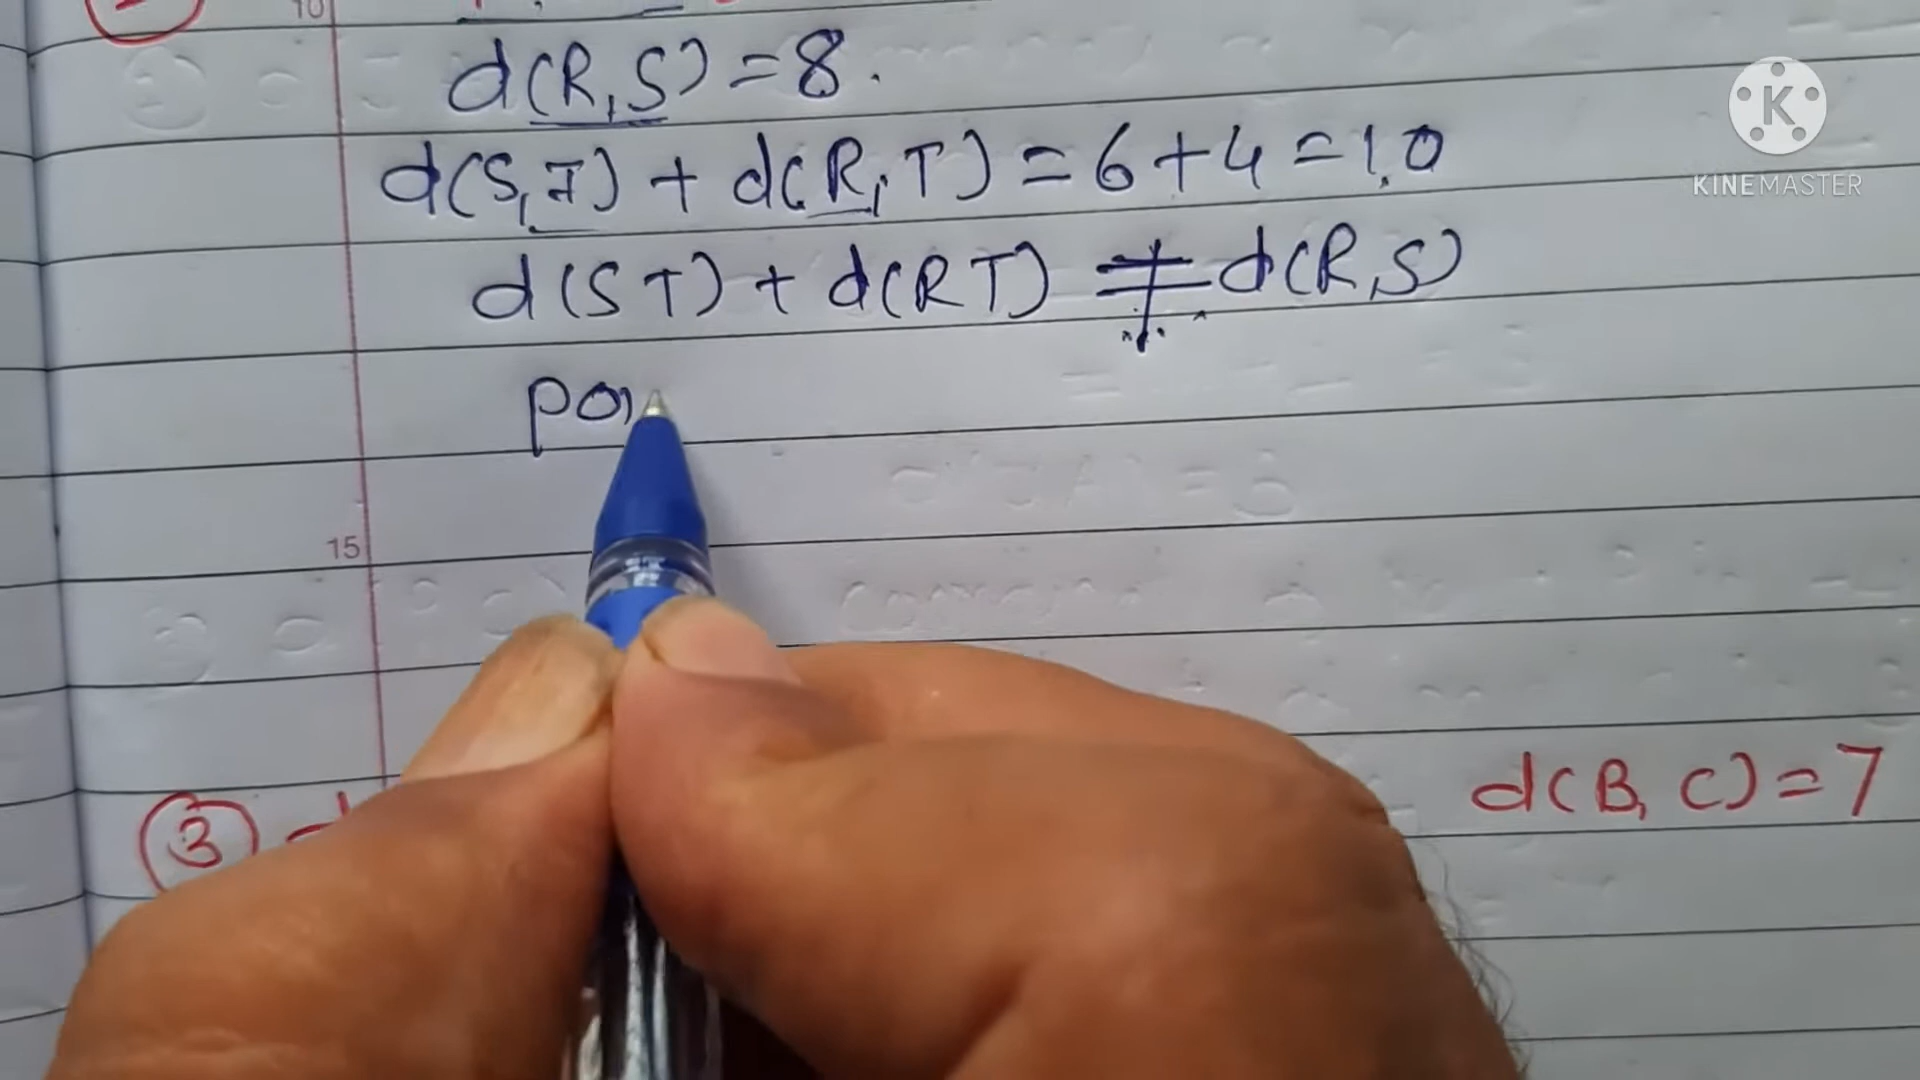 10
d(R,S) = 8.
d(S,T) + d(R,T) = 6+4 = 10
d(ST) + d(RT) ≠ d(R,S)
po
15
3 d
d(B,C) = 7
K
KINEMASTER